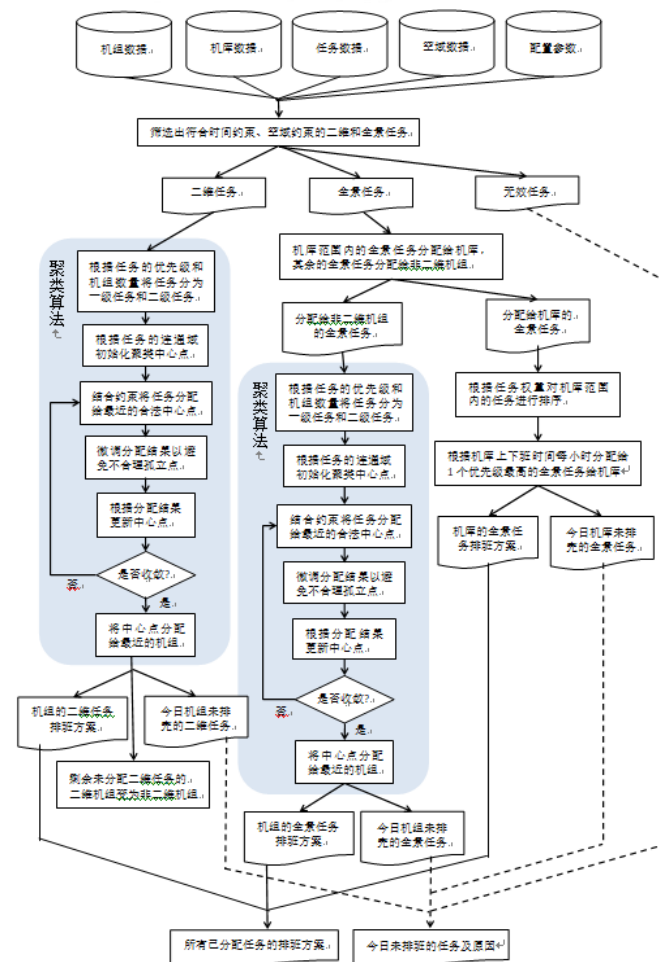 机组数据
机库数据
任务数据
空域数据
配置参数
筛选出符合时间约束、空域约束的二维和全景任务
二维任务
全景任务
无效任务
聚类算法
根据任务的优先级和
机组数量将任务分为
一级任务和二级任务
根据任务的连通域
初始化聚类中心点
结合约束将任务分配
给最近的合法中心点
微调分配结果以避
免不合理孤立点
根据分配结果
更新中心点
是否收敛?
否
是
将中心点分配
给最近的机组
机组的二维任务
排班方案
今日机组未排
完的二维任务
剩余未分配二维任务的
二维机组变为非二维机组
机库范围内的全景任务分配给机库,
其余的全景任务分配给非二维机组
分配给非二维机组
的全景任务
分配给机库的
全景任务
聚类算法
根据任务的优先级和
机组数量将任务分为
一级任务和二级任务
根据任务的连通域
初始化聚类中心点
结合约束将任务分配
给最近的合法中心点
微调分配结果以避
免不合理孤立点
根据分配结果
更新中心点
是否收敛?
否
是
将中心点分配
给最近的机组
机组的全景任务
排班方案
今日机组未排
完的全景任务
根据任务权重对机库范围
内的任务进行排序
根据机库上下班时间每小时分配给
1个优先级最高的全景任务给机库
机库的全景任
务排班方案
今日机库未排
完的全景任务
所有已分配任务的排班方案
今日未排班的任务及原因